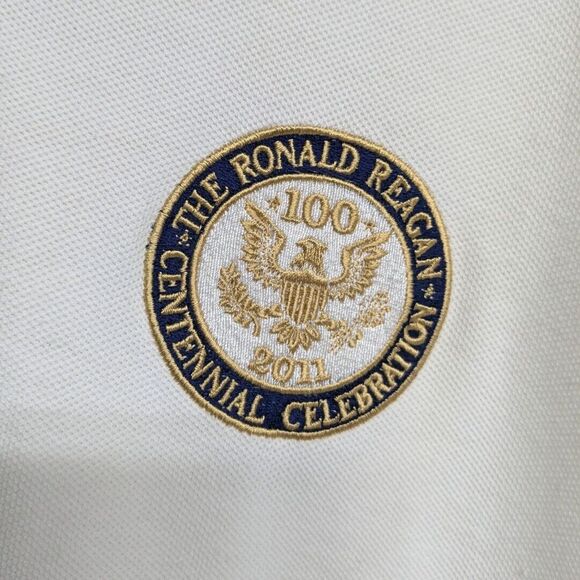 THE RONALD REAGAN
100
2011
CENTENNIAL CELEBRATION